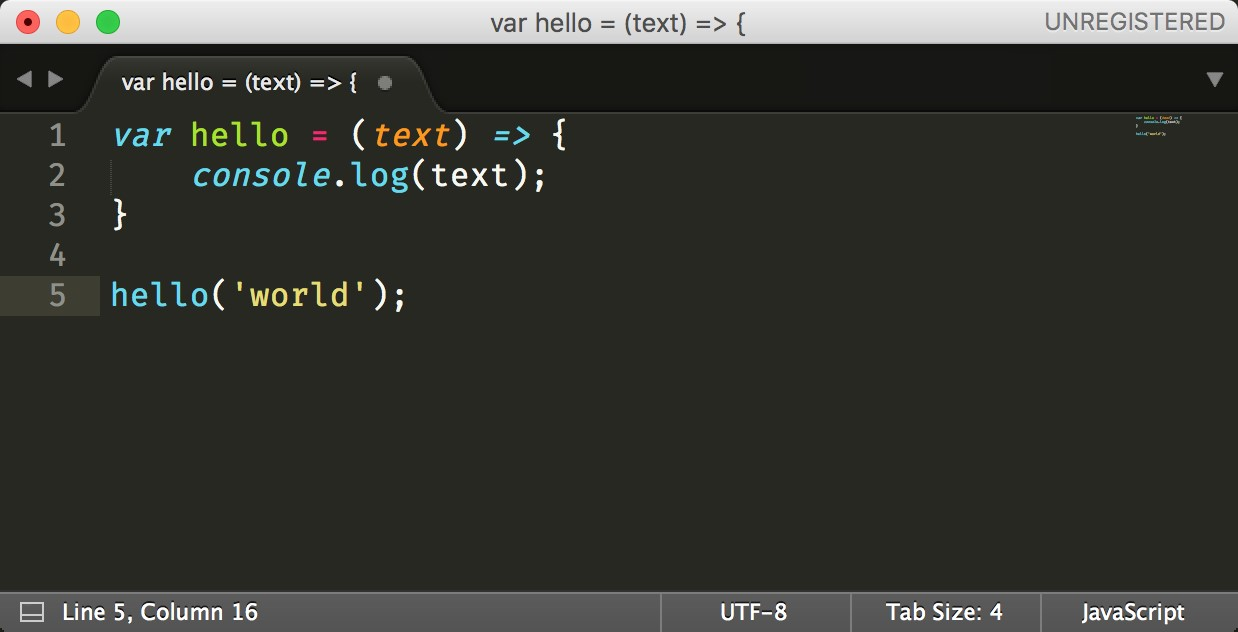 var hello = (text) => {
UNREGISTERED
var hello = (text) => {
1 var hello = (text) => {
2     console.log(text);
3 }
4
5 hello('world');
Line 5, Column 16
UTF-8
Tab Size: 4
JavaScript